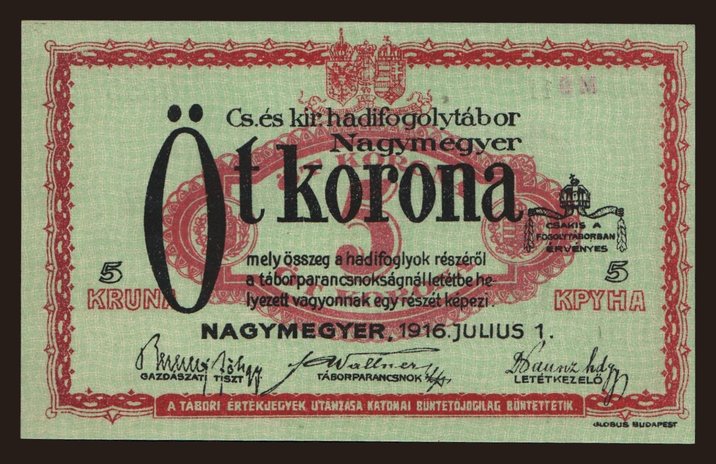 Cs. és kir. hadifogolytábor
Nagymegyer
Öt korona
5
CSAKIS A
FOGOLYTÁBORBAN
ÉRVÉNYES
mely összeg a hadifoglyok részéről
a táborparancsnokságnál letétbe he-
lyezett vagyonnak egy részét képezi.
5
KRUNA
5
КРУНА
NAGYMEGYER, 1916. JULIUS 1.
Wallner
GAZDÁSZATI TISZT
TÁBORPARANCSNOK
LETÉTKEZELŐ
A TÁBORI ÉRTÉKJEGYEK UTÁNZÁSA KATONAI BÜNTETŐJOGILAG BÜNTETTETIK.
GLOBUS BUDAPEST